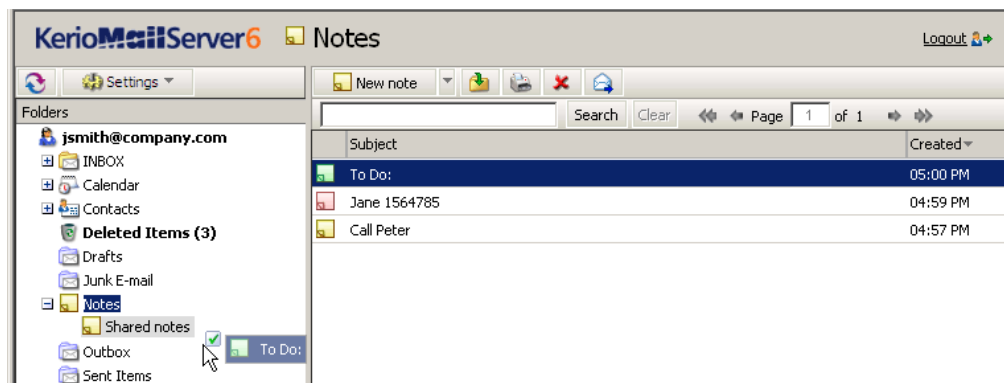 KerioMailServer6 Notes Logout
Settings New note
Folders Search Clear Page 1 of 1
jsmith@company.com Subject Created
INBOX
To Do: 05:00 PM
Calendar
Jane 1564785 04:59 PM
Contacts
Call Peter 04:57 PM
Deleted Items (3)
Drafts
Junk E-mail
Notes
Shared notes
To Do:
Outbox
Sent Items